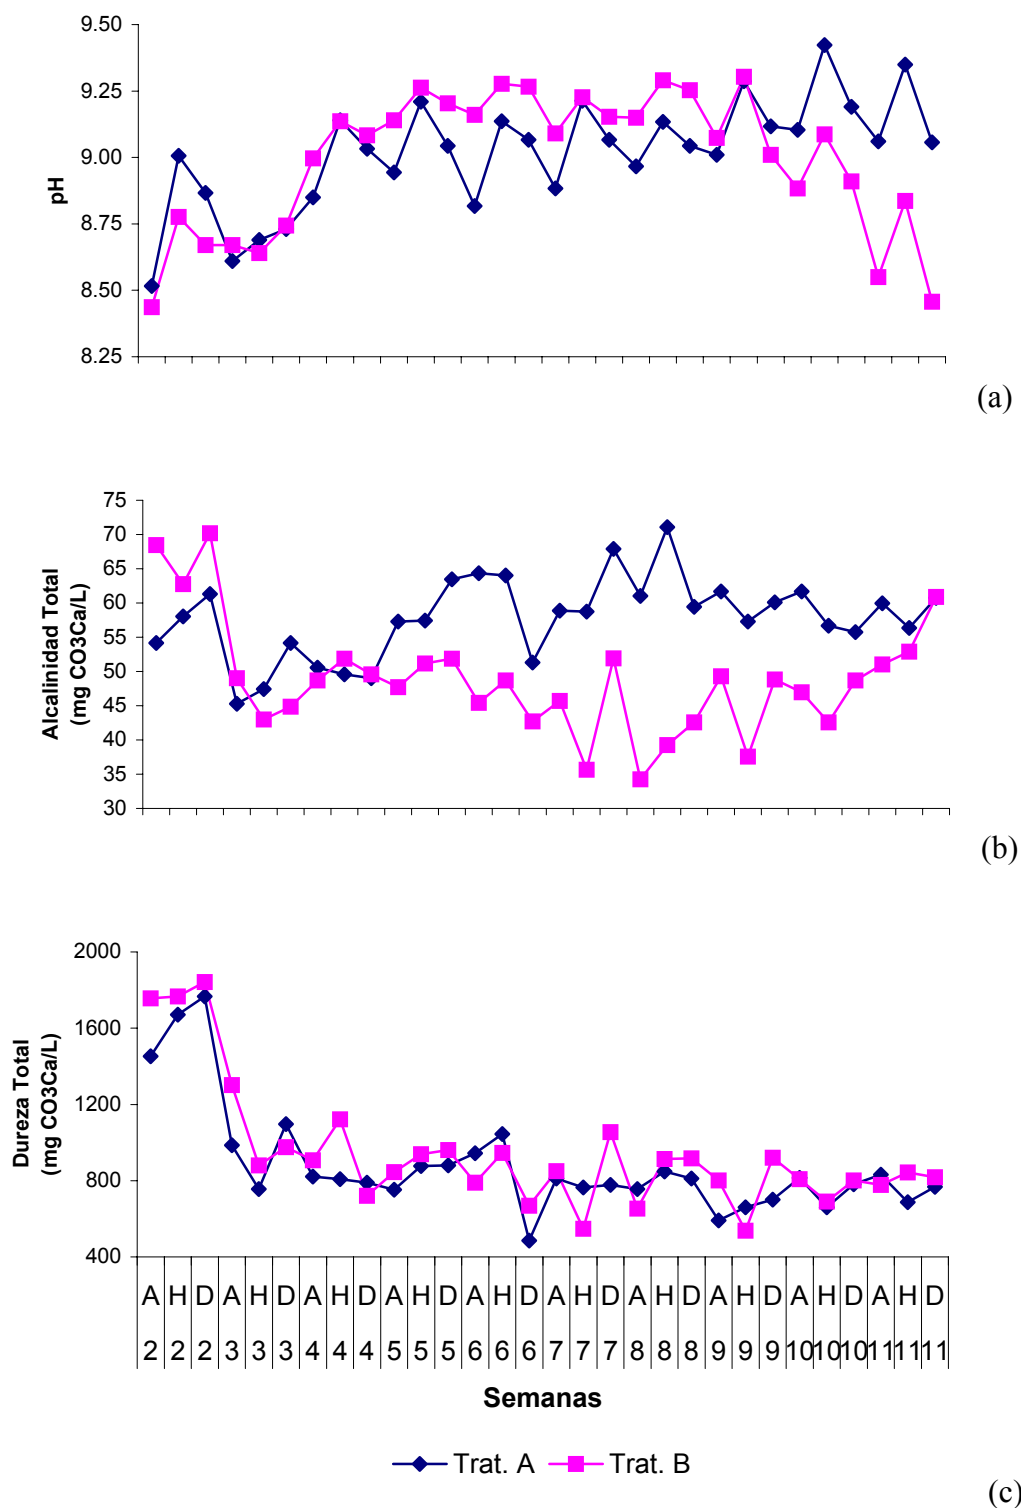 9.50
9.25
9.00
8.75
8.50
8.25
pH
(a)
75
70
65
60
55
50
45
40
35
30
Alcalinidad Total
(mg CO3Ca/L)
(b)
2000
1600
1200
800
400
Dureza Total
(mg CO3Ca/L)
A H D A H D A H D A H D A H D A H D A H D A H D A H D A H D
2 2 2 3 3 3 4 4 4 5 5 5 6 6 6 7 7 7 8 8 8 9 9 9 10 10 10 11 11 11
Semanas
Trat. A Trat. B
(c)